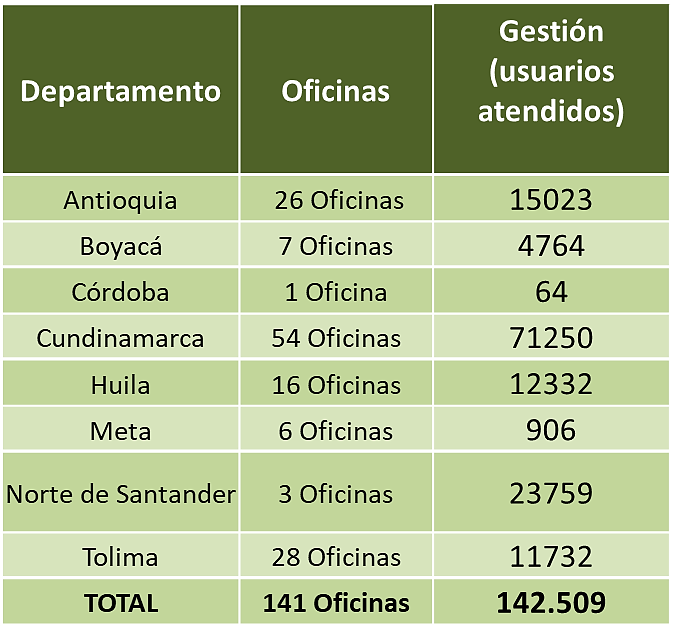 Departamento Oficinas Gestión (usuarios atendidos)
Antioquia 26 Oficinas 15023
Boyacá 7 Oficinas 4764
Córdoba 1 Oficina 64
Cundinamarca 54 Oficinas 71250
Huila 16 Oficinas 12332
Meta 6 Oficinas 906
Norte de Santander 3 Oficinas 23759
Tolima 28 Oficinas 11732
TOTAL 141 Oficinas 142.509